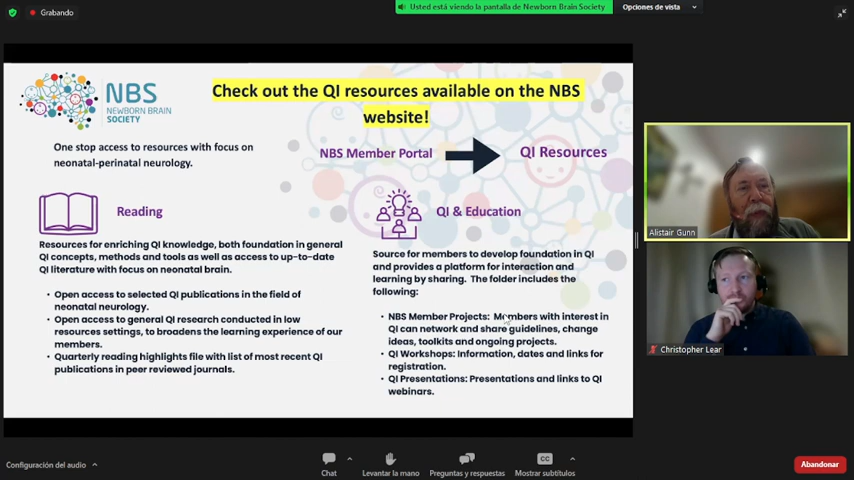 Grabando
Usted está viendo la pantalla de Newborn Brain Society
Opciones de vista
NBS
NEWBORN BRAIN
SOCIETY
Check out the QI resources available on the NBS
website!
One stop access to resources with focus on
neonatal-perinatal neurology.
NBS Member Portal
QI Resources
Reading
Resources for enriching QI knowledge, both foundation in general
QI concepts, methods and tools as well as access to up-to-date
QI literature with focus on neonatal brain.
• Open access to selected QI publications in the field of
neonatal neurology.
• Open access to general QI research conducted in low
resources settings, to broadens the learning experience of our
members.
• Quarterly reading highlights file with list of most recent QI
publications in peer reviewed journals.
QI & Education
Source for members to develop foundation in QI
and provides a platform for interaction and
learning by sharing. The folder includes the
following:
• NBS Member Projects: Members with interest in
QI can network and share guidelines, change
ideas, toolkits and ongoing projects.
• QI Workshops: Information, dates and links for
registration.
• QI Presentations: Presentations and links to QI
webinars.
Alistair Gunn
Christopher Lear
Configuración del audio
Chat
Levantar la mano
Preguntas y respuestas
CC
Mostrar subtítulos
Abandonar